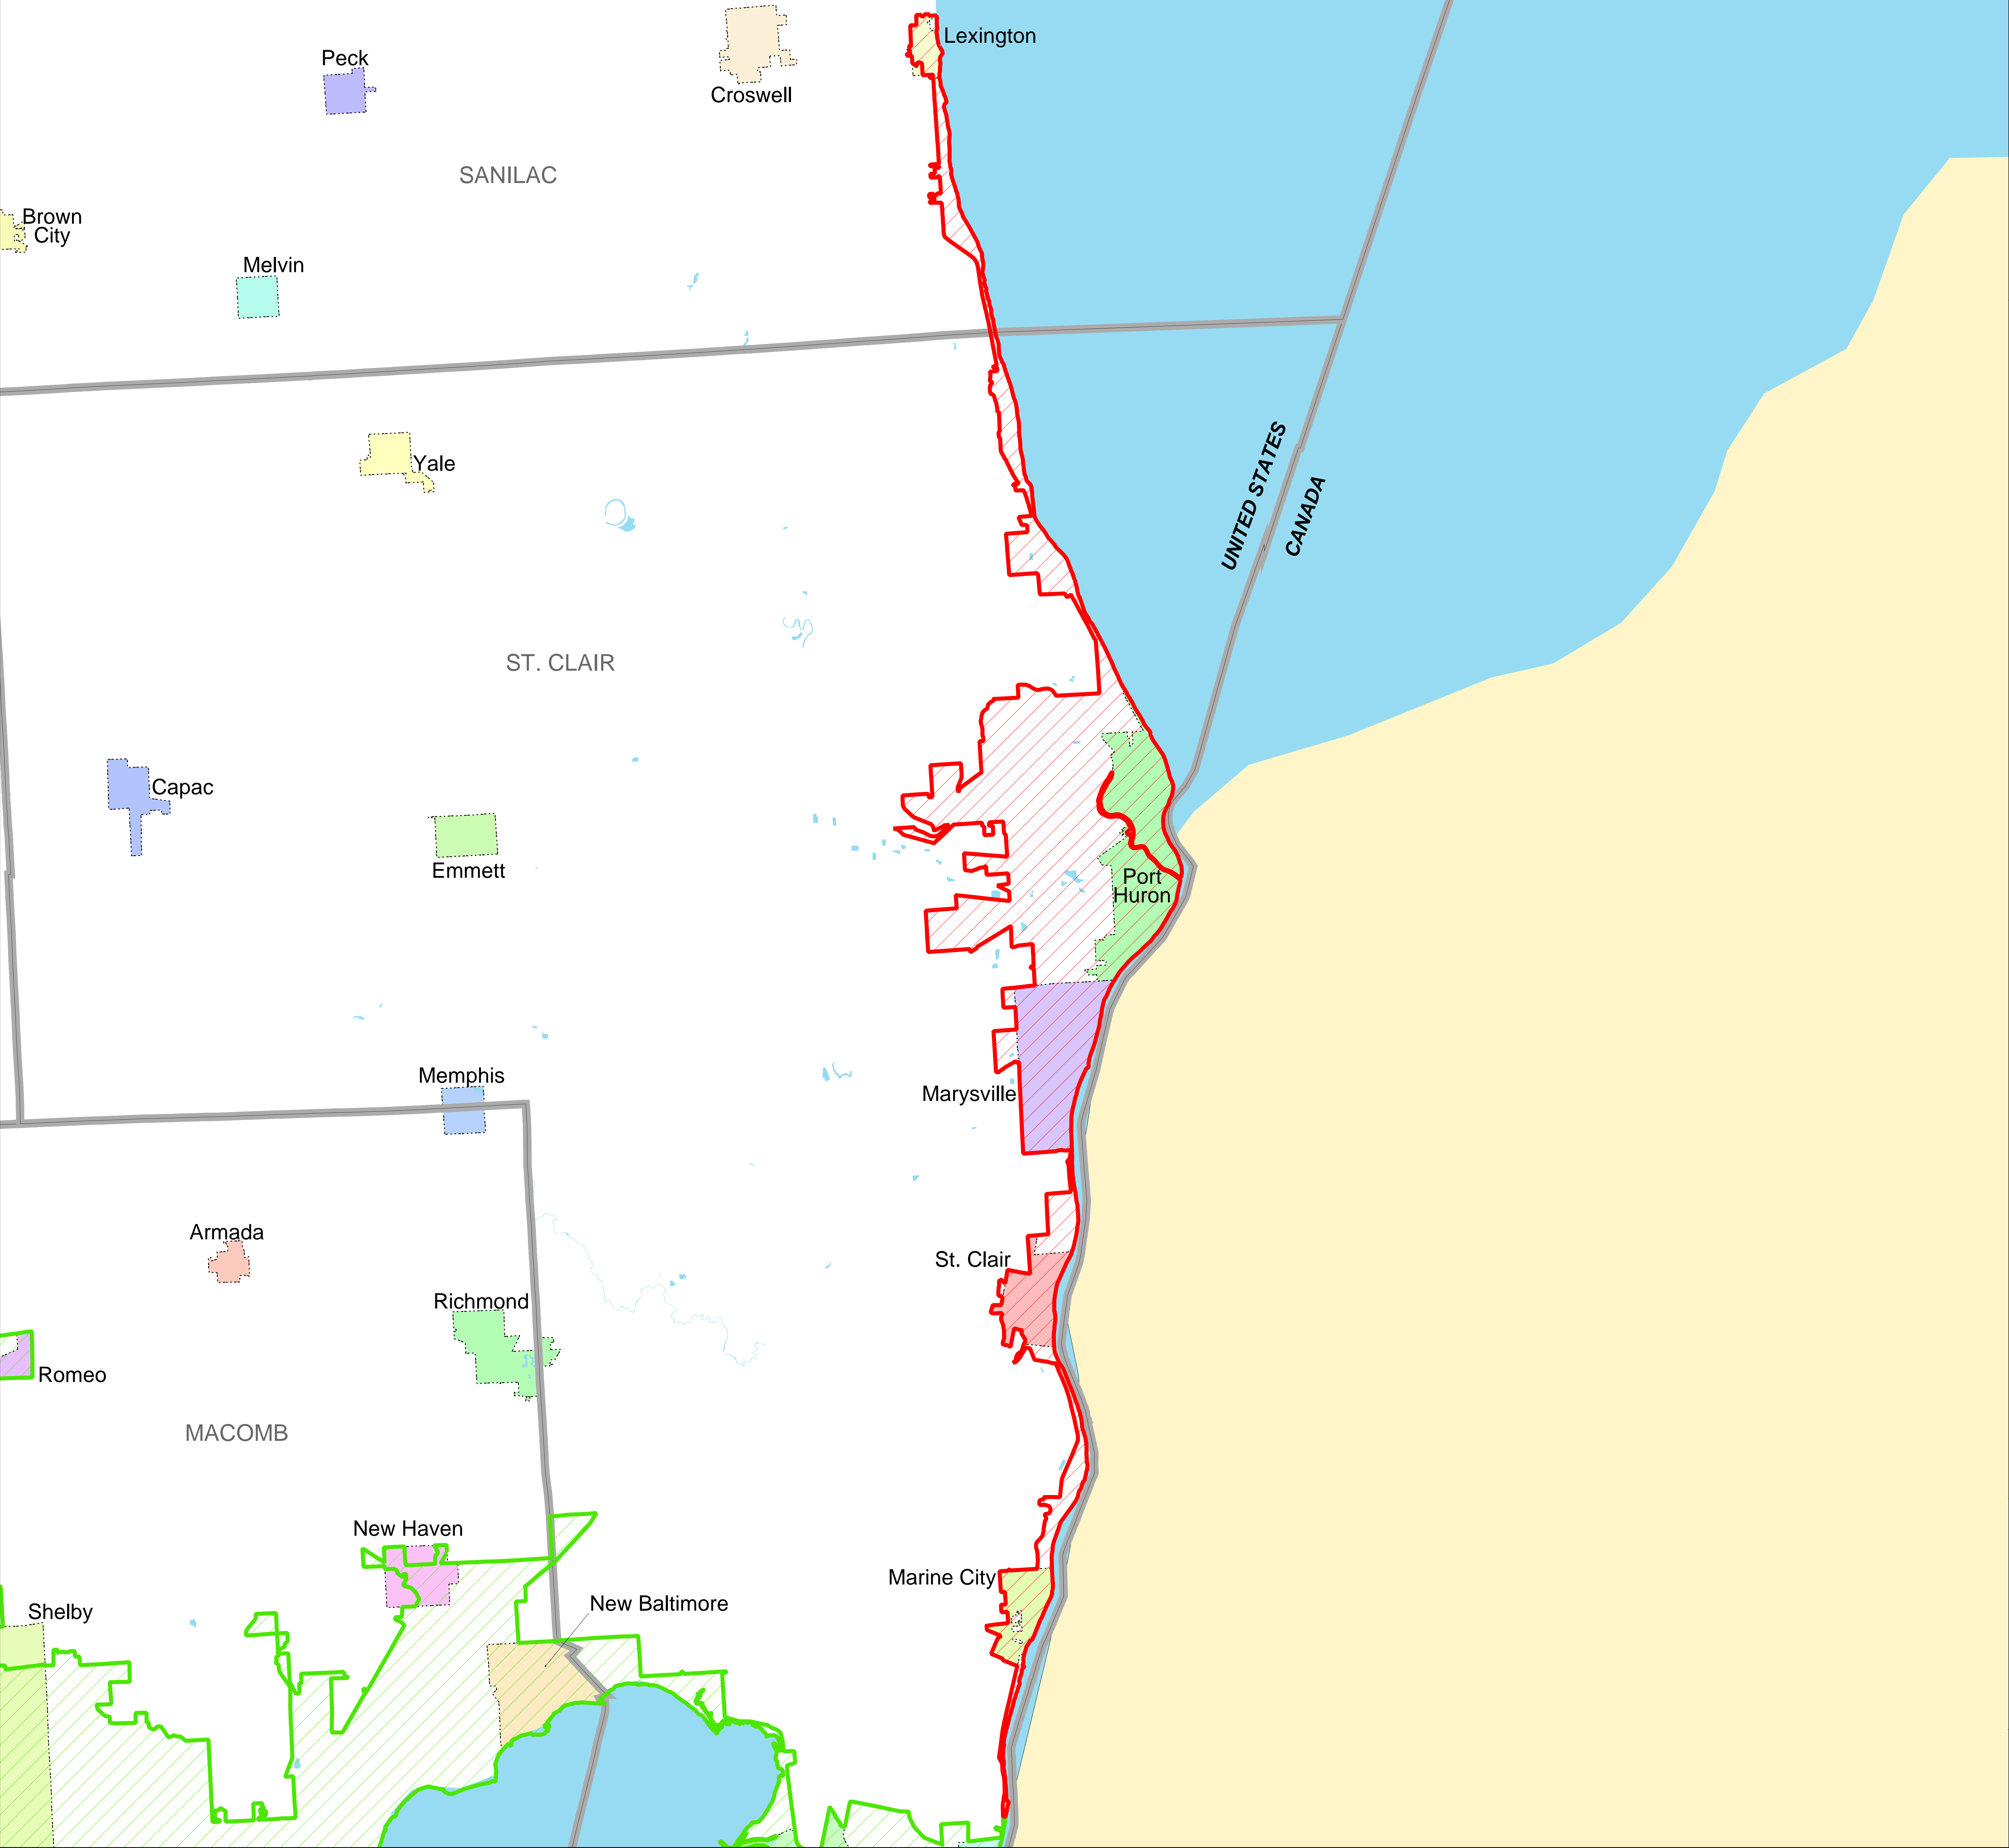 Lexington
Peck
Croswell
SANILAC
Brown
City
Melvin
UNITED STATES
CANADA
Yale
ST. CLAIR
Capac
Emmett
Port
Huron
Memphis
Marysville
Armada
St. Clair
Richmond
Romeo
MACOMB
New Haven
Marine City
New Baltimore
Shelby